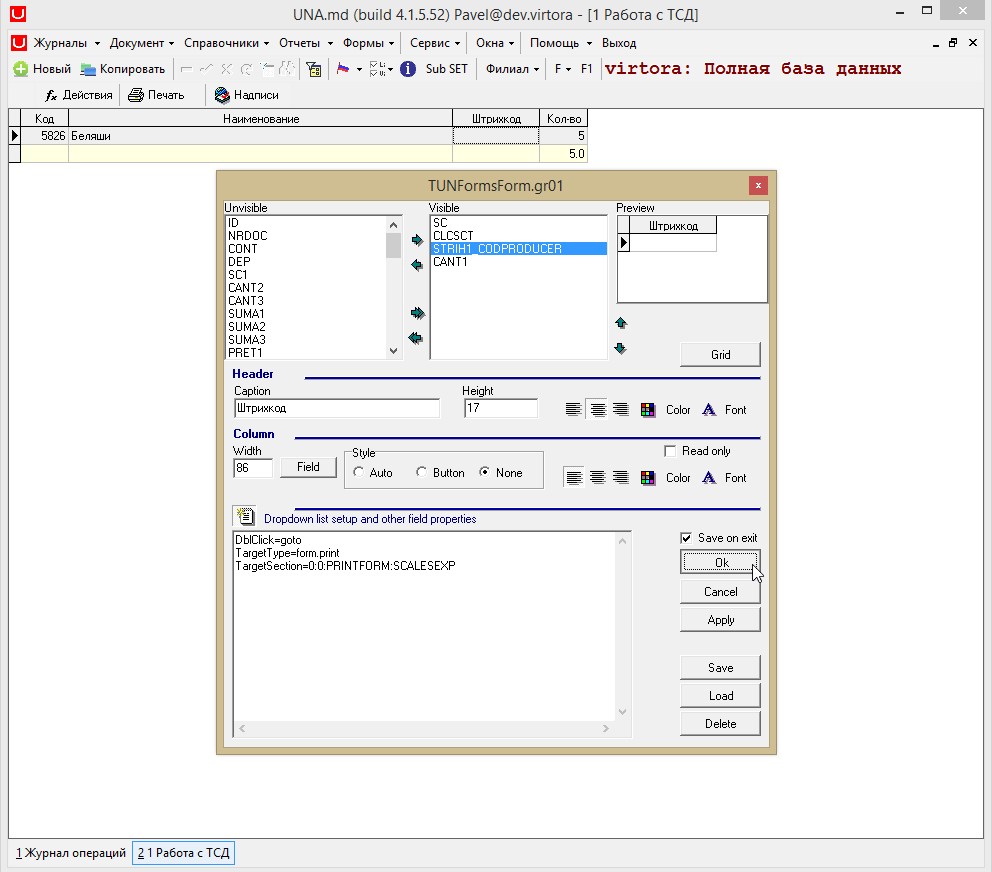 UNA.md (build 4.1.5.52) Pavel@dev.virtora - [1 Работа с ТСД]
Журналы Документ Справочники Отчеты Формы Сервис Окна Помощь Выход
Новый Копировать Sub SET Филиал F F1 virtora: Полная база данных
fx Действия Печать Надписи
Код Наименование Штрихкод Кол-во
5826 Беляши 5
5.0
TUNFormsForm.gr01
Unvisible Visible Preview
ID SC Штрихкод
NRDOC CLCSCT
CONT STRIH1_CODPRODUCER
DEP CANT1
SC1
CANT2
CANT3
SUMA1
SUMA2
SUMA3
PRET1
Grid
Header
Caption Height
Штрихкод 17 Color Font
Column
Width Style Read only
86 Field Auto Button None Color Font
Dropdown list setup and other field properties
DblClick=goto
TargetType=form.print
TargetSection=0:0:PRINTFORM:SCALESEXP
Save on exit
Ok
Cancel
Apply
Save
Load
Delete
1 Журнал операций 2 1 Работа с ТСД